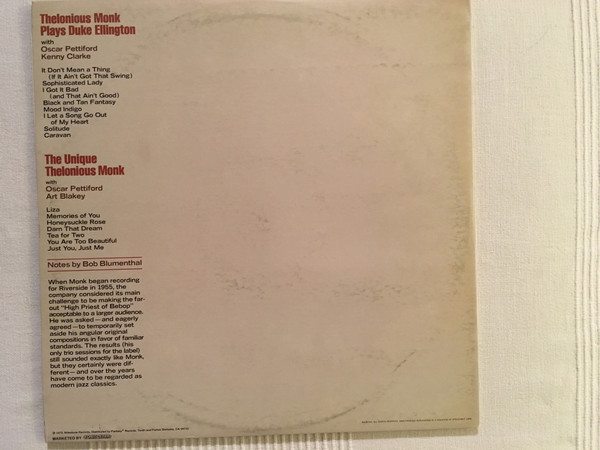 Thelonious Monk
Plays Duke Ellington
with
Oscar Pettiford
Kenny Clarke
It Don't Mean a Thing
(If It Ain't Got That Swing)
Sophisticated Lady
I Got It Bad
(and That Ain't Good)
Black and Tan Fantasy
Mood Indigo
I Let a Song Go Out
of My Heart
Solitude
Caravan
The Unique
Thelonious Monk
with
Oscar Pettiford
Art Blakey
Liza
Memories of You
Honeysuckle Rose
Darn That Dream
Tea for Two
You Are Too Beautiful
Just You, Just Me
Notes by Bob Blumenthal
When Monk began recording
for Riverside in 1955, the
company considered its main
challenge to be making the far-
out "High Priest of Bebop"
acceptable to a larger audience.
He was asked—and eagerly
agreed—to temporarily set
aside his angular original
compositions in favor of familiar
standards. The results (his
only trio sessions for the label)
still sounded exactly like Monk,
but they certainly were dif-
ferent—and over the years
have come to be regarded as
modern jazz classics.
MARKETED BY